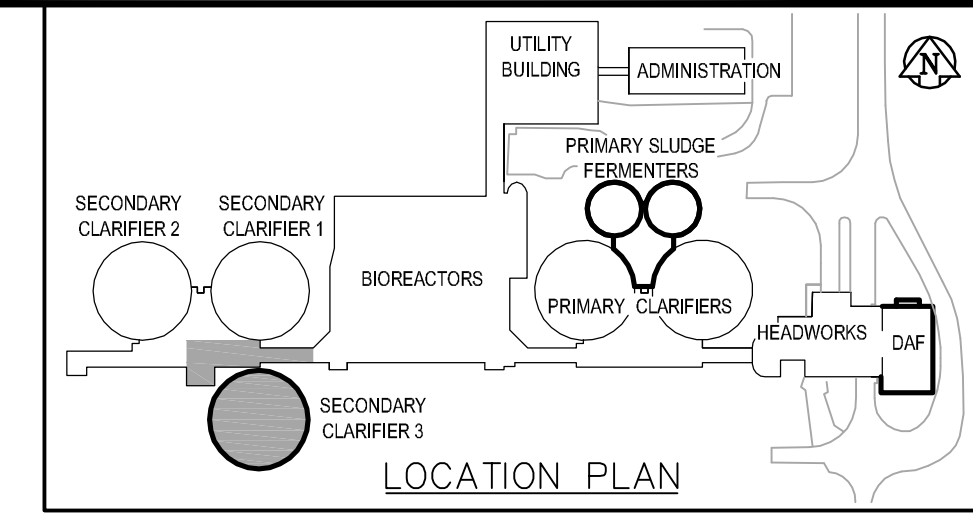 UTILITY
BUILDING
ADMINISTRATION
N
PRIMARY SLUDGE
FERMENTERS
SECONDARY
CLARIFIER 2
SECONDARY
CLARIFIER 1
BIOREACTORS
PRIMARY CLARIFIERS
HEADWORKS
DAF
SECONDARY
CLARIFIER 3
LOCATION PLAN